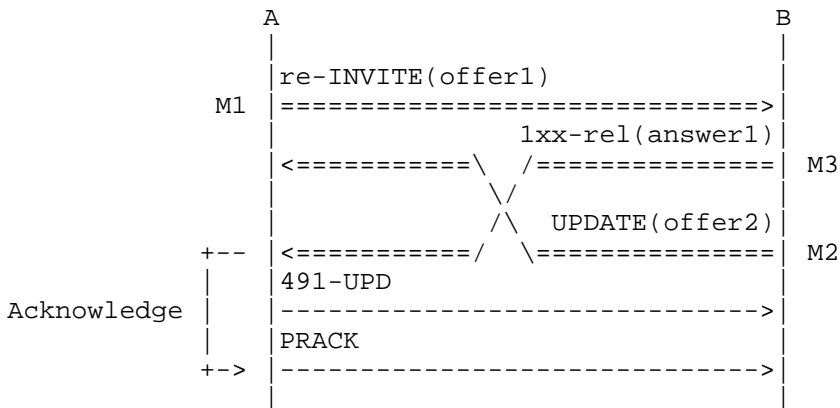 A B
re-INVITE(offer1)
M1 |==============================>|
1xx-rel(answer1)
|<===========\ /===============| M3
\/
/\ UPDATE(offer2)
+-- |<===========/ \===============| M2
491-UPD
Acknowledge |------------------------------>|
PRACK
+-> |------------------------------>|